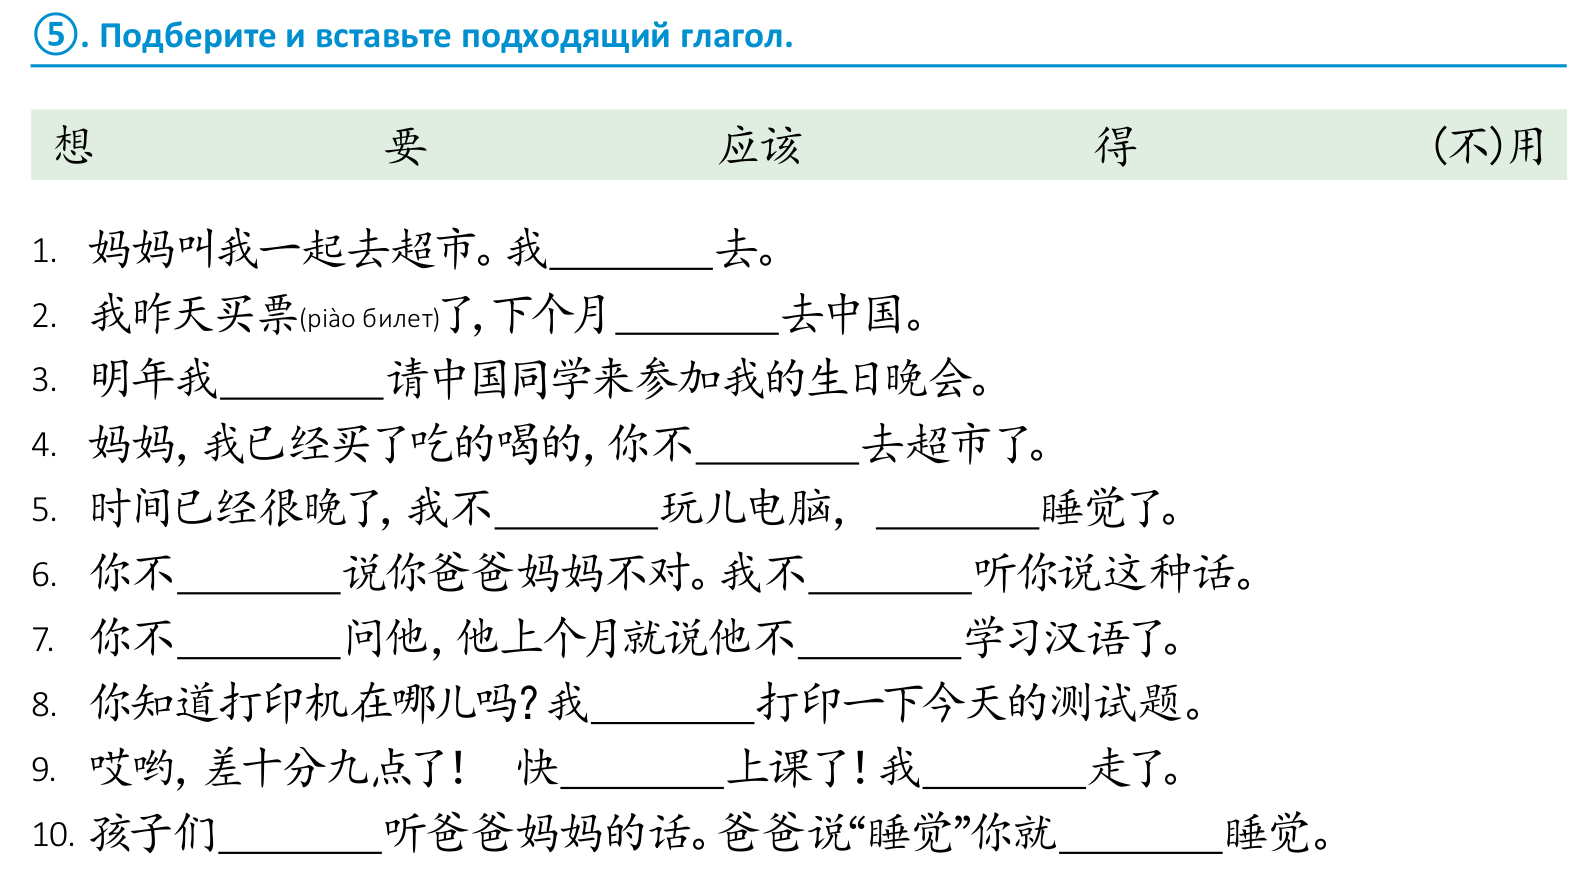 ⑤. Подберите и вставьте подходящий глагол.
想 要 应该 得 (不)用
1. 妈妈叫我一起去超市。我________去。
2. 我昨天买票(piào билет)了, 下个月________去中国。
3. 明年我________请中国同学来参加我的生日晚会。
4. 妈妈, 我已经买了吃的喝的, 你不________去超市了。
5. 时间已经很晚了, 我不________玩儿电脑, ________睡觉了。
6. 你不________说你爸爸妈妈不对。我不________听你说这种话。
7. 你不________问他, 他上个月就说他不________学习汉语了。
8. 你知道打印机在哪儿吗? 我________打印一下今天的测试题。
9. 哎哟, 差十分九点了! 快________上课了! 我________走了。
10. 孩子们________听爸爸妈妈的话。爸爸说“睡觉”你就________睡觉。